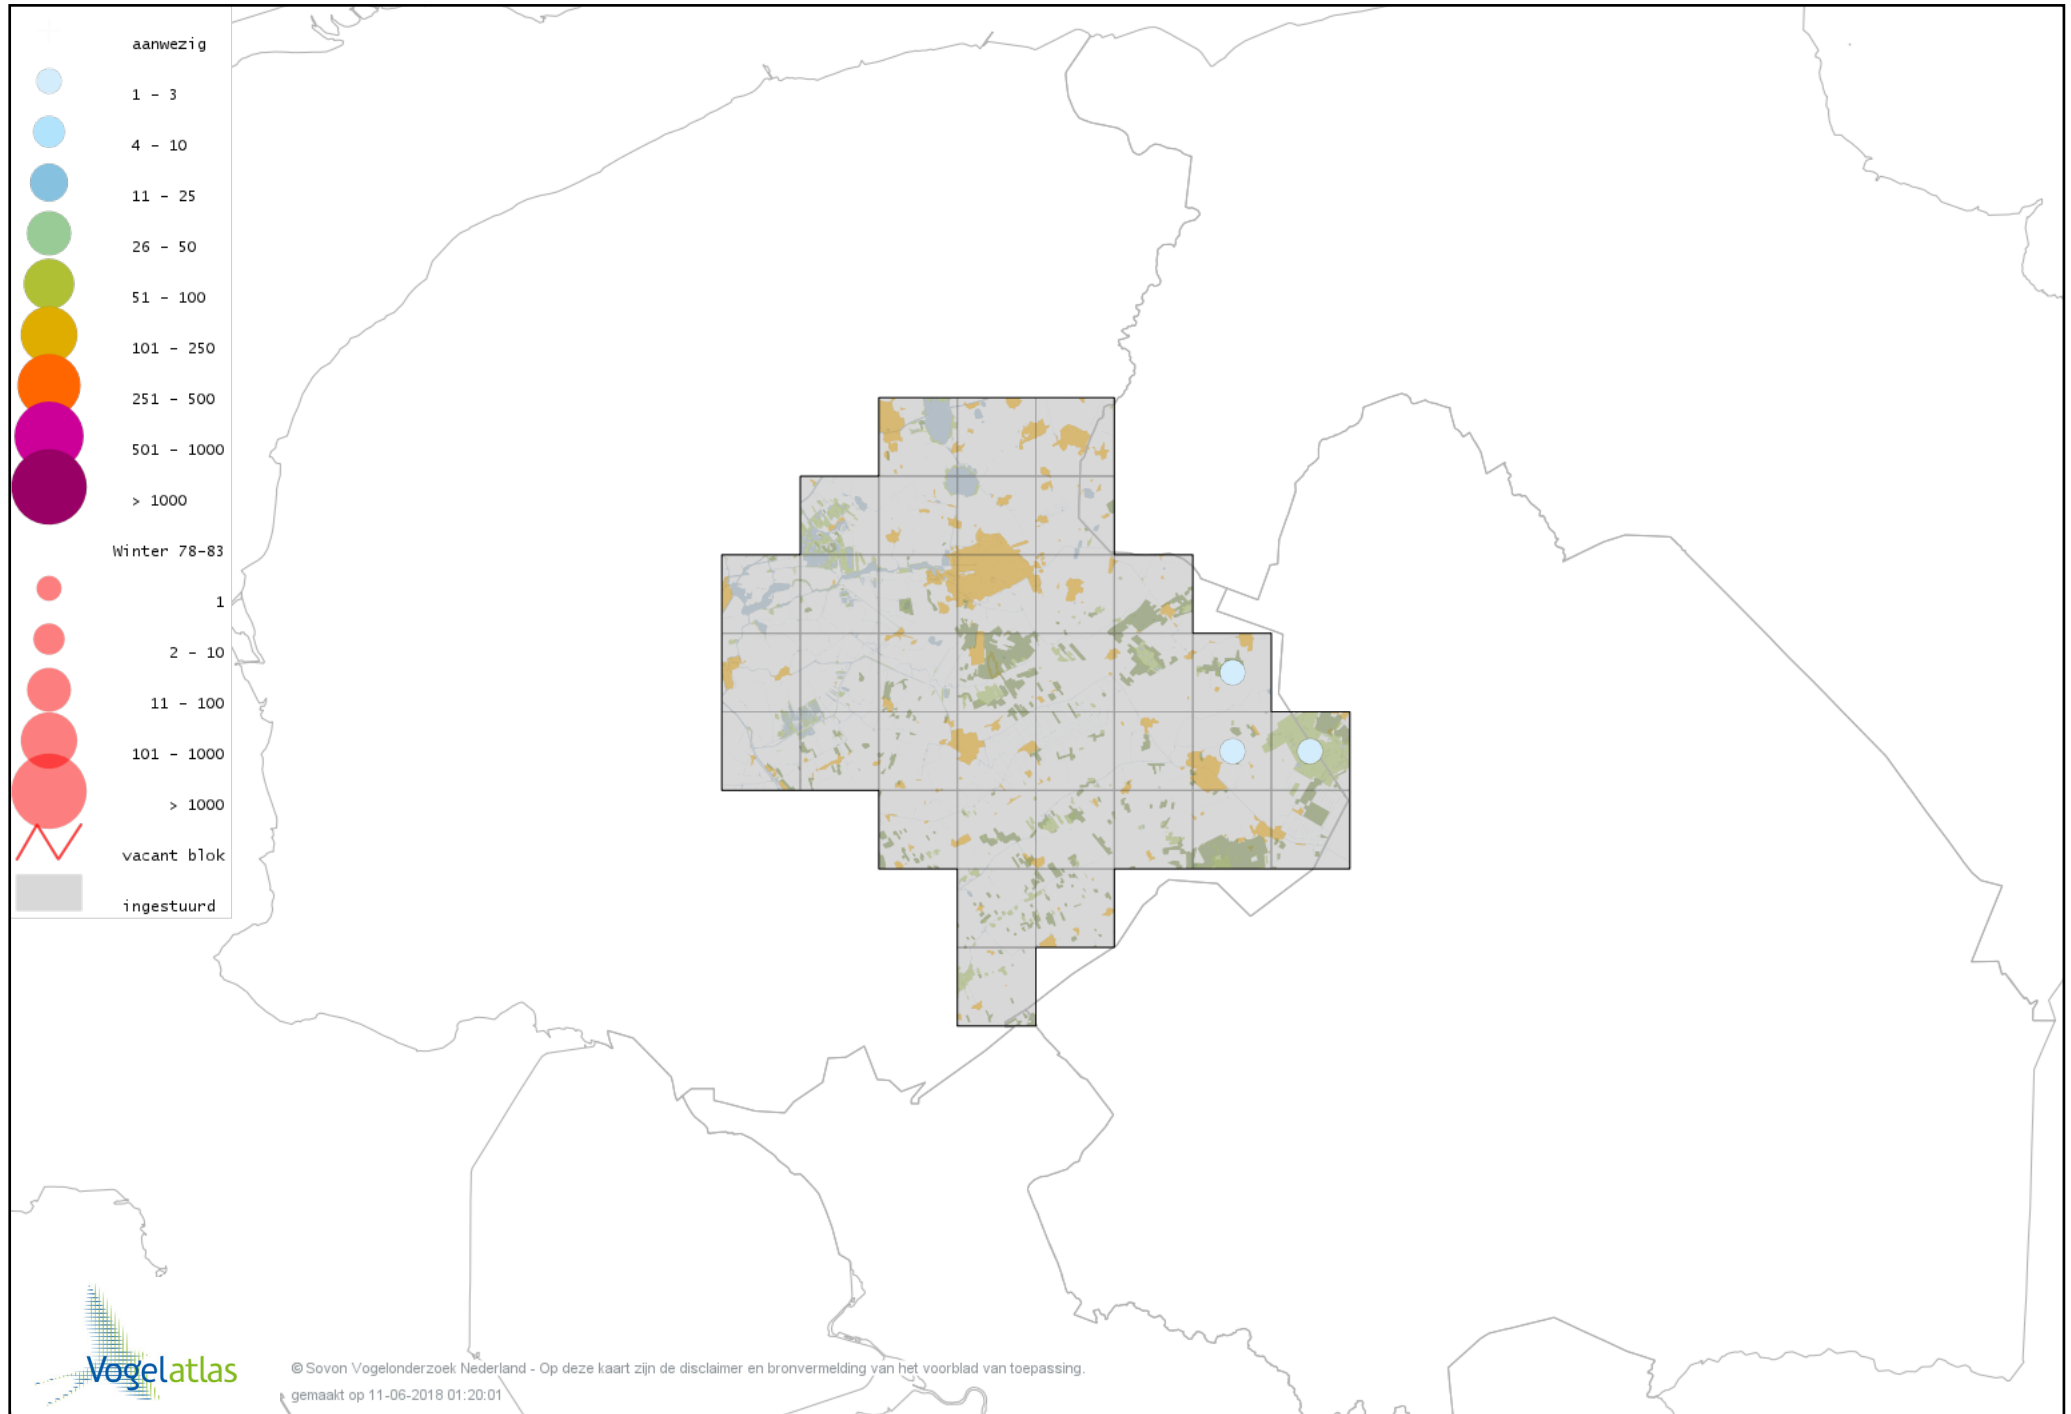 aanwezig
1 - 3
4 - 10
11 - 25
26 - 50
51 - 100
101 - 250
251 - 500
501 - 1000
> 1000
Winter 78-83
1
2 - 10
11 - 100
101 - 1000
> 1000
vacant blok
ingestuurd
Vogelatlas
© Sovon Vogelonderzoek Nederland - Op deze kaart zijn de disclaimer en bronvermelding van het voorblad van toepassing.
gemaakt op 11-06-2018 01:20:01